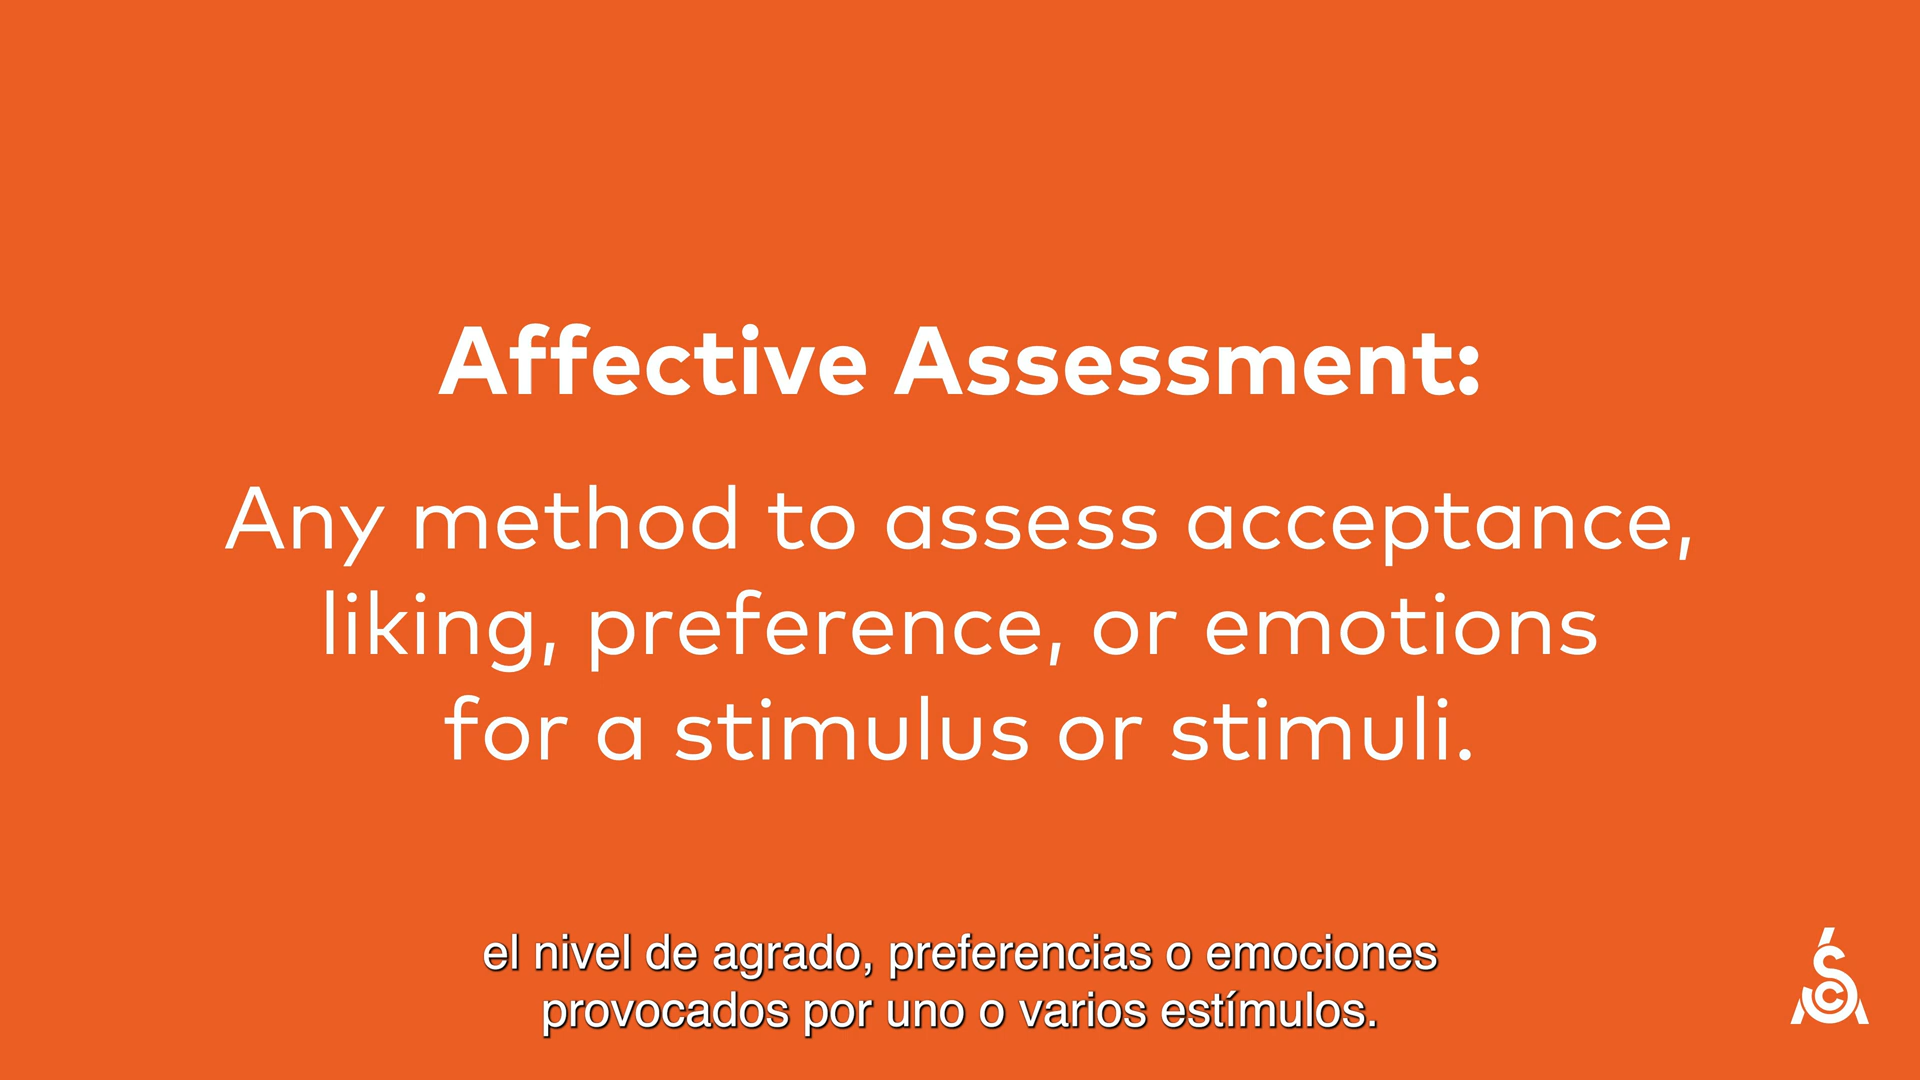 Affective Assessment:
Any method to assess acceptance,
liking, preference, or emotions
for a stimulus or stimuli.
el nivel de agrado, preferencias o emociones
provocados por uno o varios estímulos.